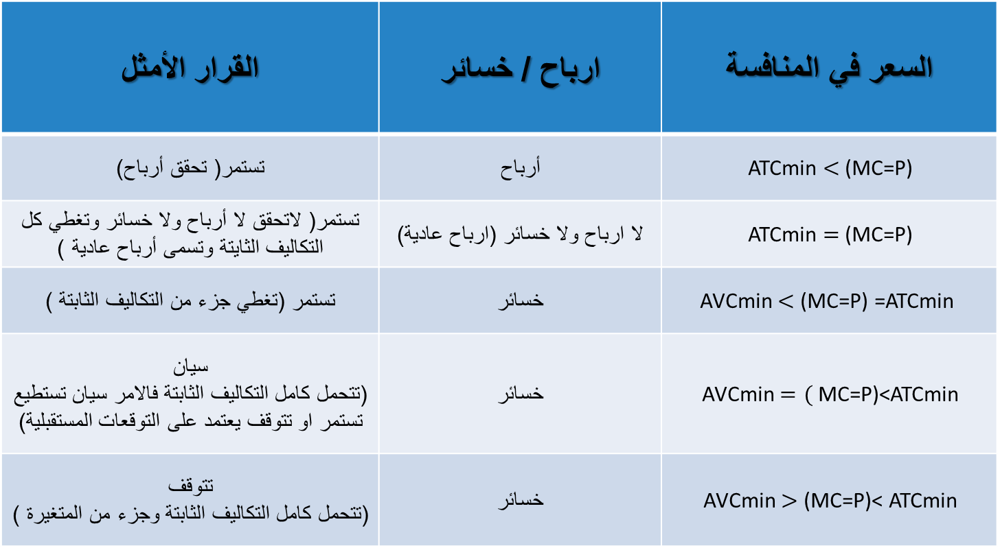 السعر في المنافسة
ارباح / خسائر
القرار الأمثل
ATCmin < (MC=P)
أرباح
تستمر( تحقق أرباح)
ATCmin = (MC=P)
لا ارباح ولا خسائر (ارباح عادية)
تستمر( لاتحقق لا أرباح ولا خسائر وتغطي كل
التكاليف الثايتة وتسمى أرباح عادية )
AVCmin < (MC=P) =ATCmin
خسائر
تستمر (تغطي جزء من التكاليف الثابتة )
AVCmin = ( MC=P)<ATCmin
خسائر
سيان
(تتحمل كامل التكاليف الثابتة فالامر سيان تستطيع
تستمر او تتوقف يعتمد على التوقعات المستقبلية)
AVCmin > (MC=P)< ATCmin
خسائر
تتوقف
(تتحمل كامل التكاليف الثابتة وجزء من المتغيرة )